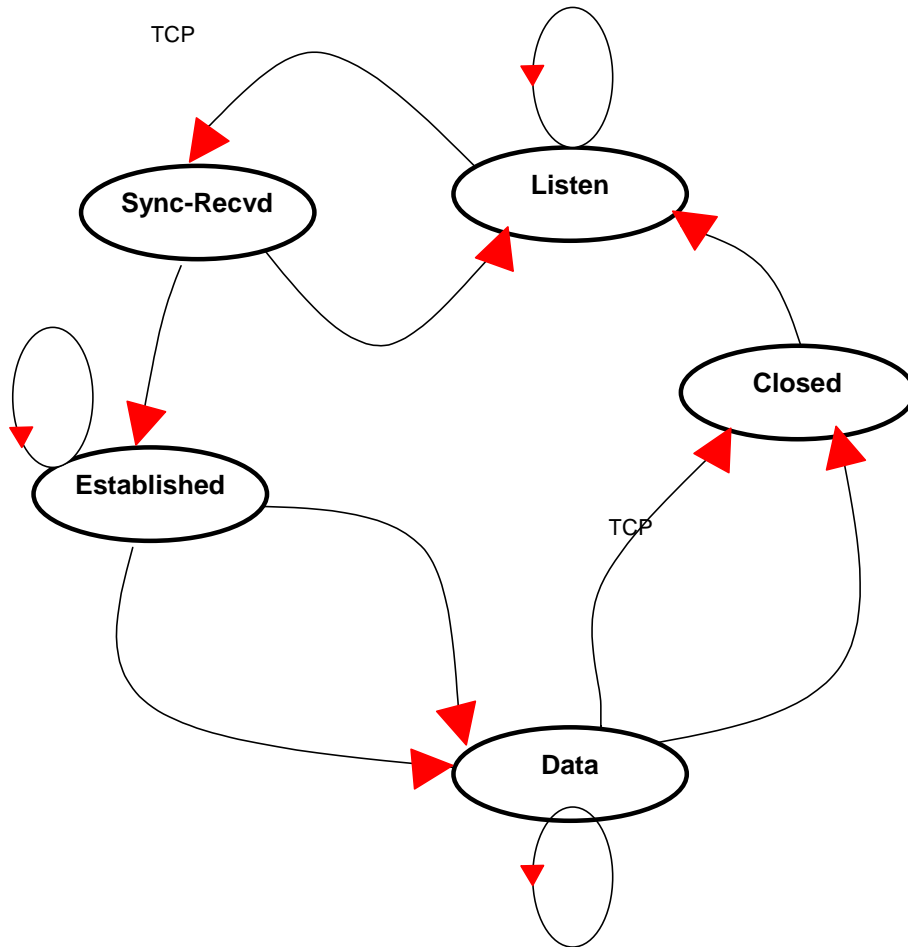 TCP
Listen
Sync-Recvd
Closed
Established
TCP
Data